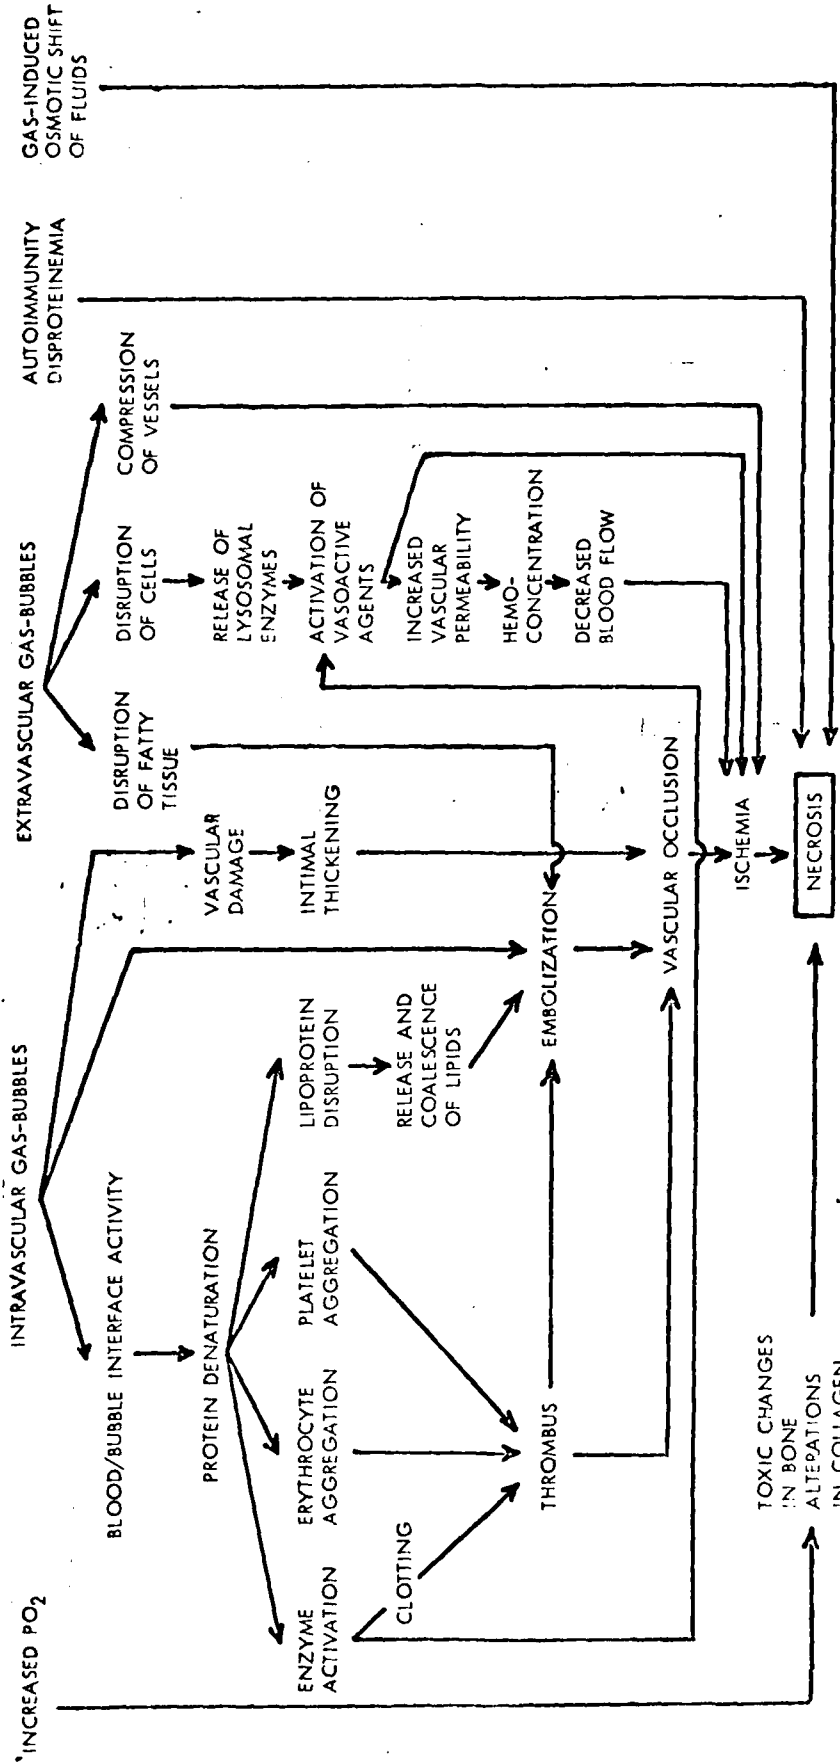 INCREASED PO2
INTRAVASCULAR GAS-BUBBLES
EXTRAVASCULAR GAS-BUBBLES
AUTOIMMUNITY
DISPROTEINEMIA
GAS-INDUCED
OSMOTIC SHIFT
OF FLUIDS
BLOOD/BUBBLE INTERFACE ACTIVITY
DISRUPTION
OF FATTY
TISSUE
DISRUPTION
OF CELLS
COMPRESSION
OF VESSELS
PROTEIN DENATURATION
VASCULAR
DAMAGE
RELEASE OF
LYSOSOMAL
ENZYMES
ENZYME
ACTIVATION
ERYTHROCYTE
AGGREGATION
PLATELET
AGGREGATION
LIPOPROTEIN
DISRUPTION
INTIMAL
THICKENING
ACTIVATION OF
VASOACTIVE
AGENTS
CLOTTING
RELEASE AND
COALESCENCE
OF LIPIDS
INCREASED
VASCULAR
PERMEABILITY
HEMO-
CONCENTRATION
THROMBUS
EMBOLIZATION
DECREASED
BLOOD FLOW
VASCULAR OCCLUSION
ISCHEMIA
TOXIC CHANGES
IN BONE
ALTERATIONS
IN COLLAGEN
NECROSIS